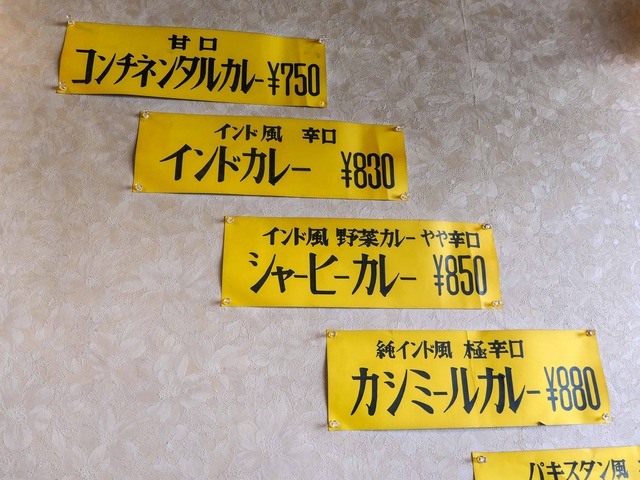 甘口
コンチネンタルカレー¥750
インド風 辛口
インドカレー ¥830
インド風 野菜カレー やや辛口
シャーヒーカレー ¥850
純インド風 極辛口
カシミールカレー¥880
パキスタン風